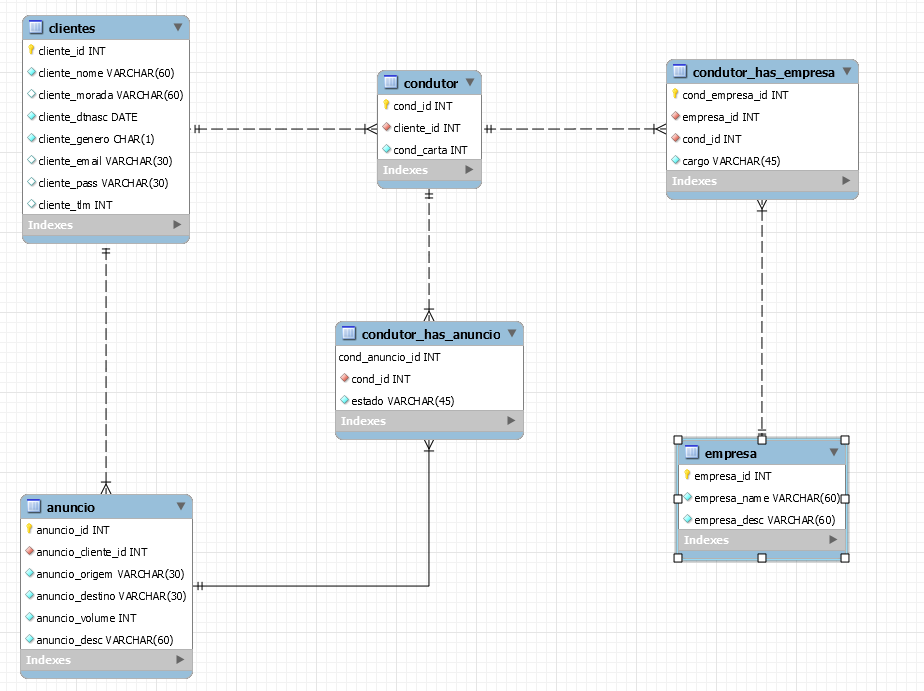 clientes
cliente_id INT
cliente_nome VARCHAR(60)
cliente_morada VARCHAR(60)
cliente_dtnasc DATE
cliente_genero CHAR(1)
cliente_email VARCHAR(30)
cliente_pass VARCHAR(30)
cliente_tlm INT
Indexes
condutor
cond_id INT
cliente_id INT
cond_carta INT
Indexes
condutor_has_empresa
cond_empresa_id INT
empresa_id INT
cond_id INT
cargo VARCHAR(45)
Indexes
condutor_has_anuncio
cond_anuncio_id INT
cond_id INT
estado VARCHAR(45)
Indexes
empresa
empresa_id INT
empresa_name VARCHAR(60)
empresa_desc VARCHAR(60)
Indexes
anuncio
anuncio_id INT
anuncio_cliente_id INT
anuncio_origem VARCHAR(30)
anuncio_destino VARCHAR(30)
anuncio_volume INT
anuncio_desc VARCHAR(60)
Indexes